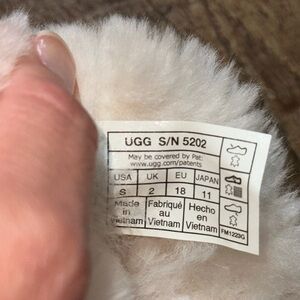 UGG S/N 5202
May be covered by Pat:
www.ugg.com/patents
USA UK EU JAPAN
S 2 18 11
Made in Vietnam
Fabriqué au Vietnam
Hecho en Vietnam
FM1223G